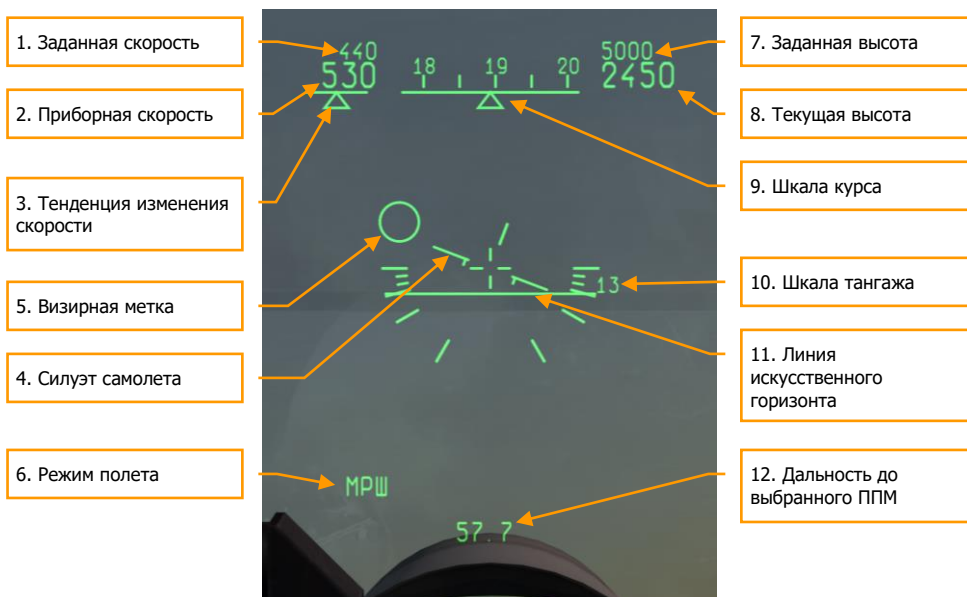 1. Заданная скорость
2. Приборная скорость
3. Тенденция изменения
скорости
5. Визирная метка
4. Силуэт самолета
6. Режим полета
440
530
18 19 20
5000
2450
13
МРШ
57.7
7. Заданная высота
8. Текущая высота
9. Шкала курса
10. Шкала тангажа
11. Линия
искусственного
горизонта
12. Дальность до
выбранного ППМ